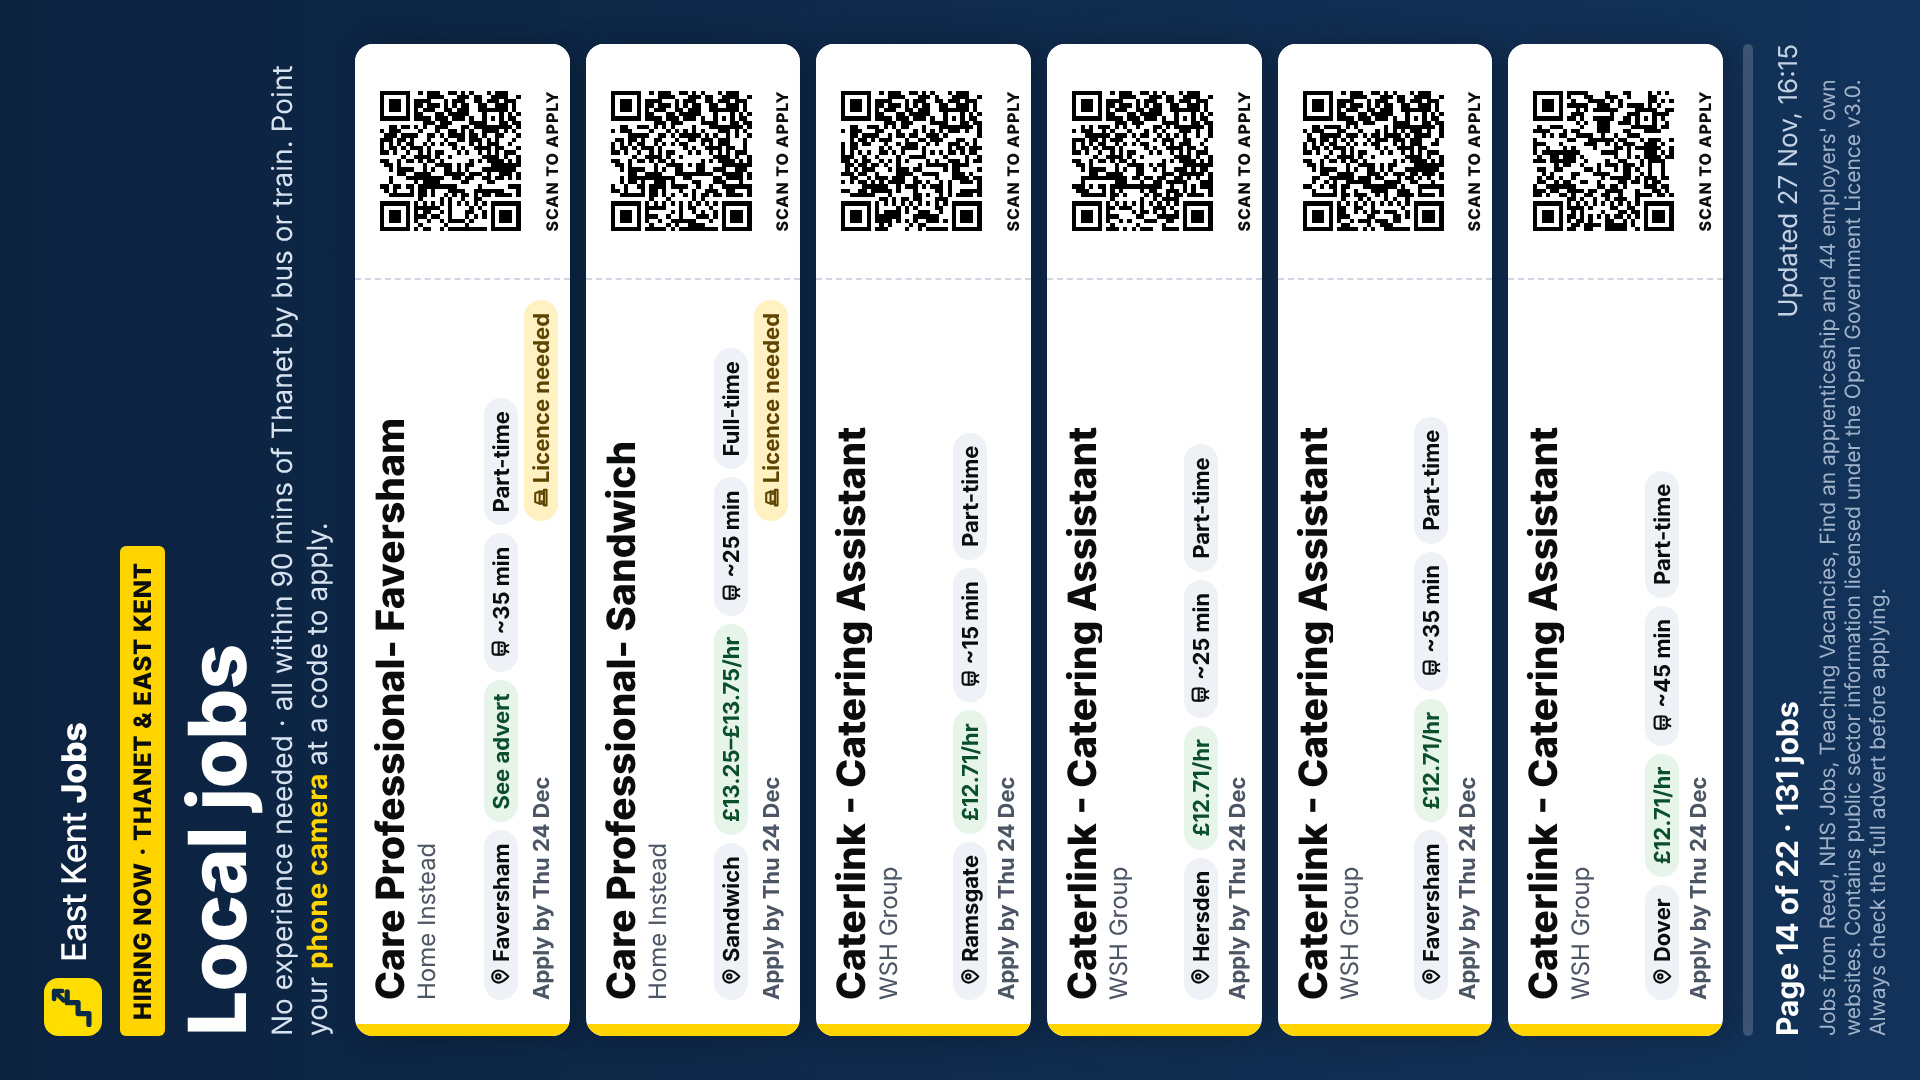 East Kent Jobs
HIRING NOW · THANET & EAST KENT
Local jobs
No experience needed · all within 90 mins of Thanet by bus or train. Point
your phone camera at a code to apply.
Care Professional- Faversham
Home Instead
Faversham
See advert
~35 min
Part-time
Licence needed
Apply by Thu 24 Dec
SCAN TO APPLY
Care Professional- Sandwich
Home Instead
Sandwich
£13.25–£13.75/hr
~25 min
Full-time
Licence needed
Apply by Thu 24 Dec
SCAN TO APPLY
Caterlink - Catering Assistant
WSH Group
Ramsgate
£12.71/hr
~15 min
Part-time
Apply by Thu 24 Dec
SCAN TO APPLY
Caterlink - Catering Assistant
WSH Group
Hersden
£12.71/hr
~25 min
Part-time
Apply by Thu 24 Dec
SCAN TO APPLY
Caterlink - Catering Assistant
WSH Group
Faversham
£12.71/hr
~35 min
Part-time
Apply by Thu 24 Dec
SCAN TO APPLY
Caterlink - Catering Assistant
WSH Group
Dover
£12.71/hr
~45 min
Part-time
Apply by Thu 24 Dec
SCAN TO APPLY
Page 14 of 22 · 131 jobs
Updated 27 Nov, 16:15
Jobs from Reed, NHS Jobs, Teaching Vacancies, Find an apprenticeship and 44 employers' own
websites. Contains public sector information licensed under the Open Government Licence v3.0.
Always check the full advert before applying.